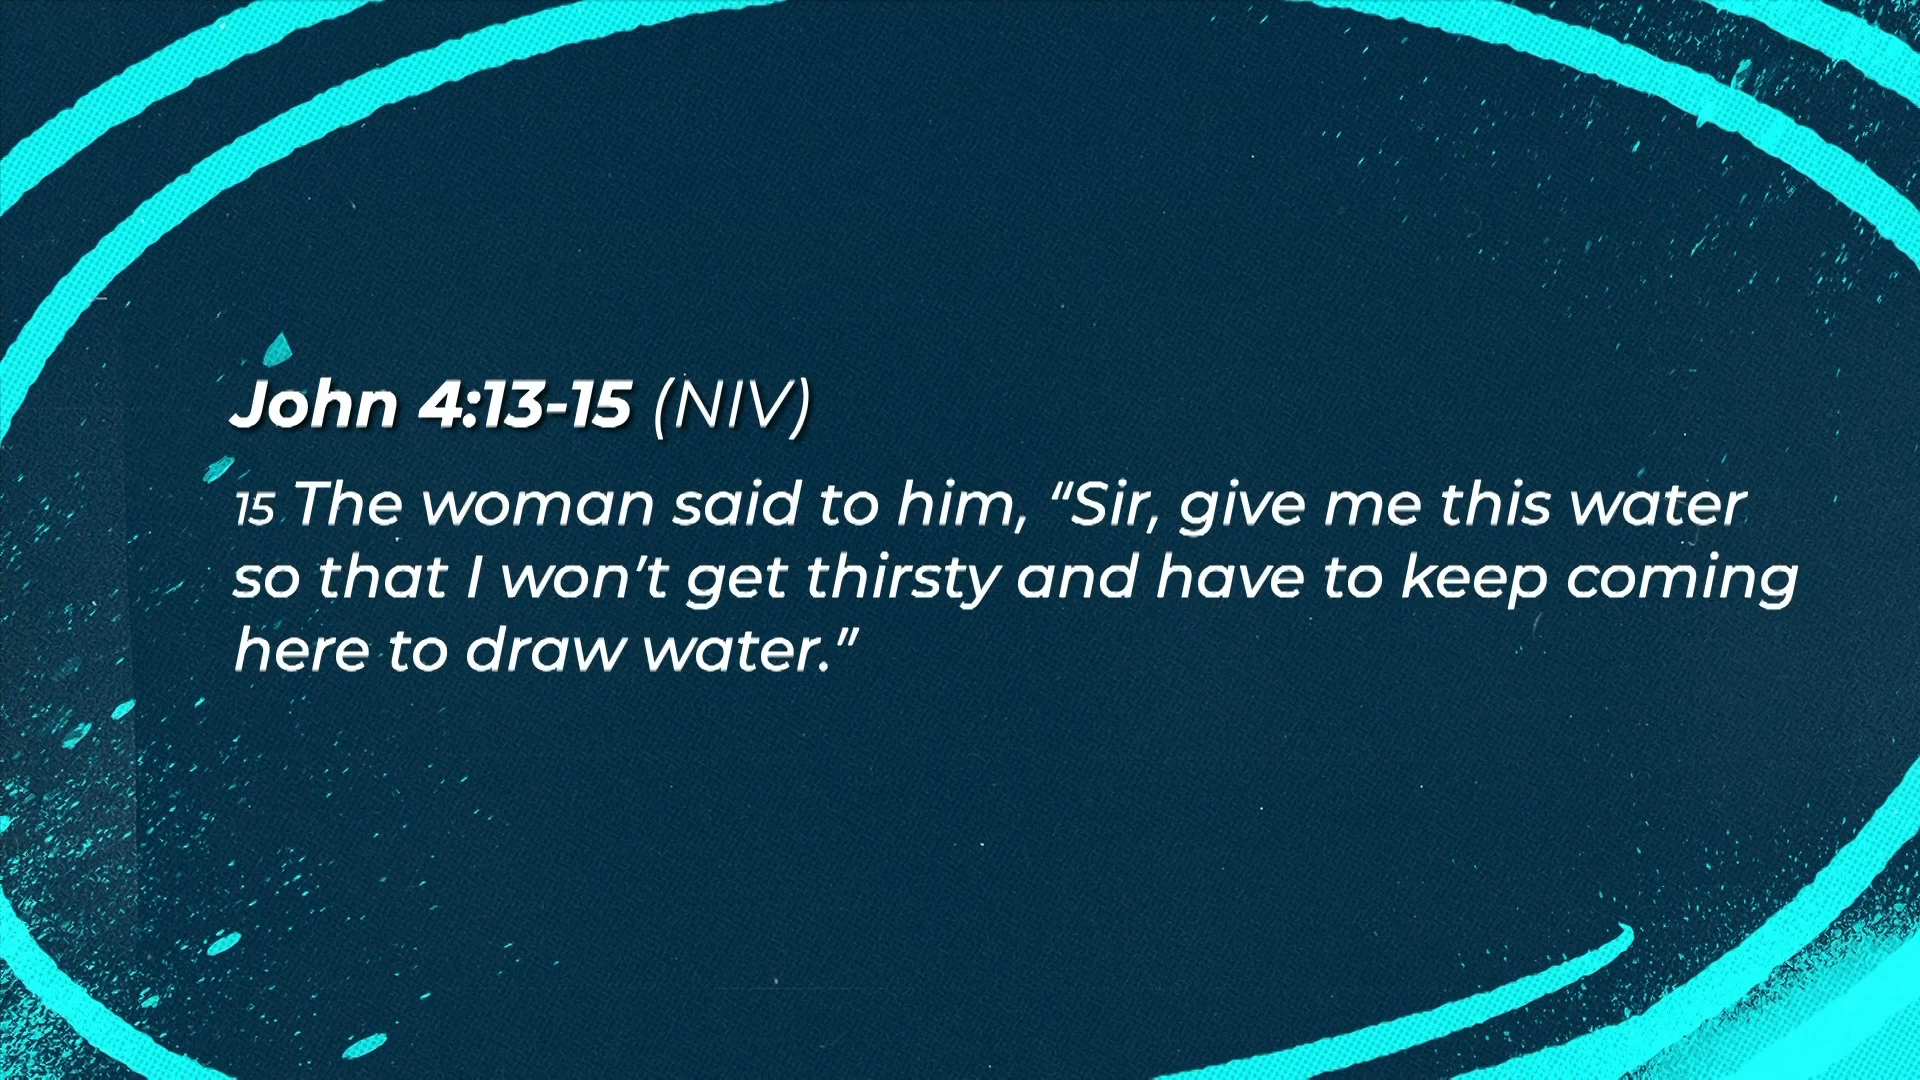 John 4:13-15 (NIV)
15 The woman said to him, “Sir, give me this water
so that I won’t get thirsty and have to keep coming
here to draw water.”